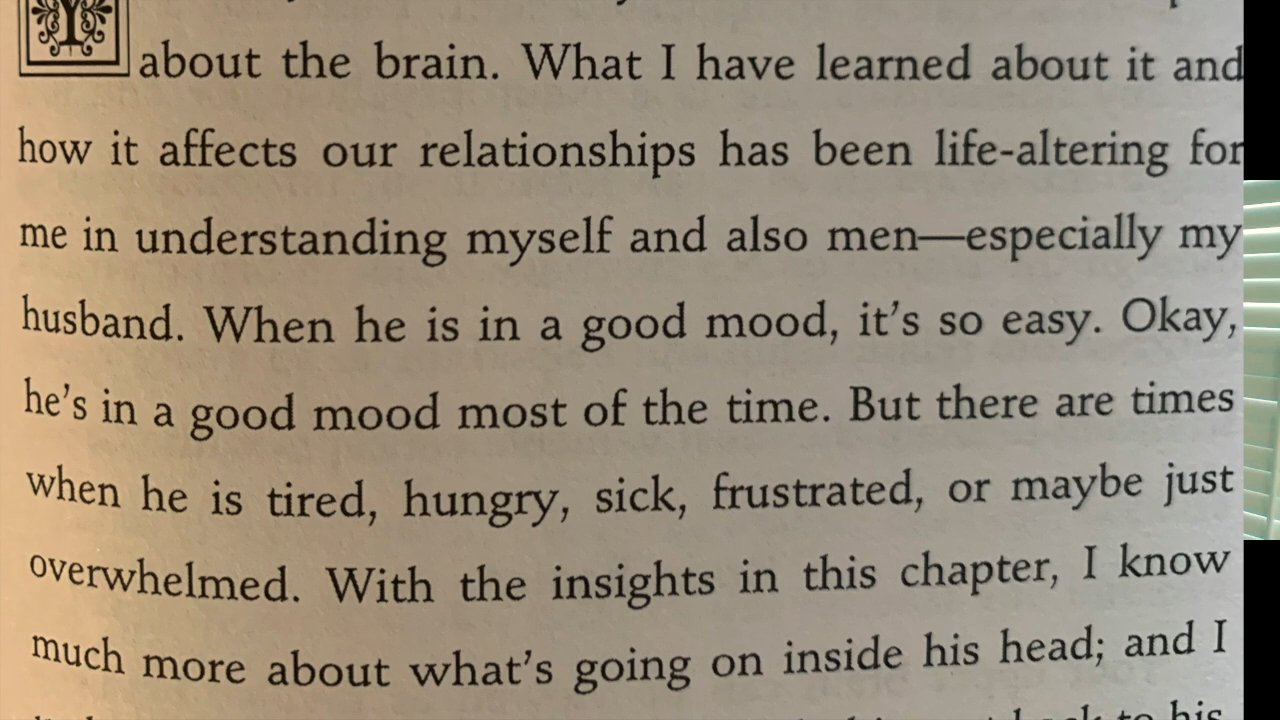 Y
about the brain. What I have learned about it and
how it affects our relationships has been life-altering for
me in understanding myself and also men—especially my
husband. When he is in a good mood, it's so easy. Okay,
he's in a good mood most of the time. But there are times
when he is tired, hungry, sick, frustrated, or maybe just
overwhelmed. With the insights in this chapter, I know
much more about what's going on inside his head; and I
to his